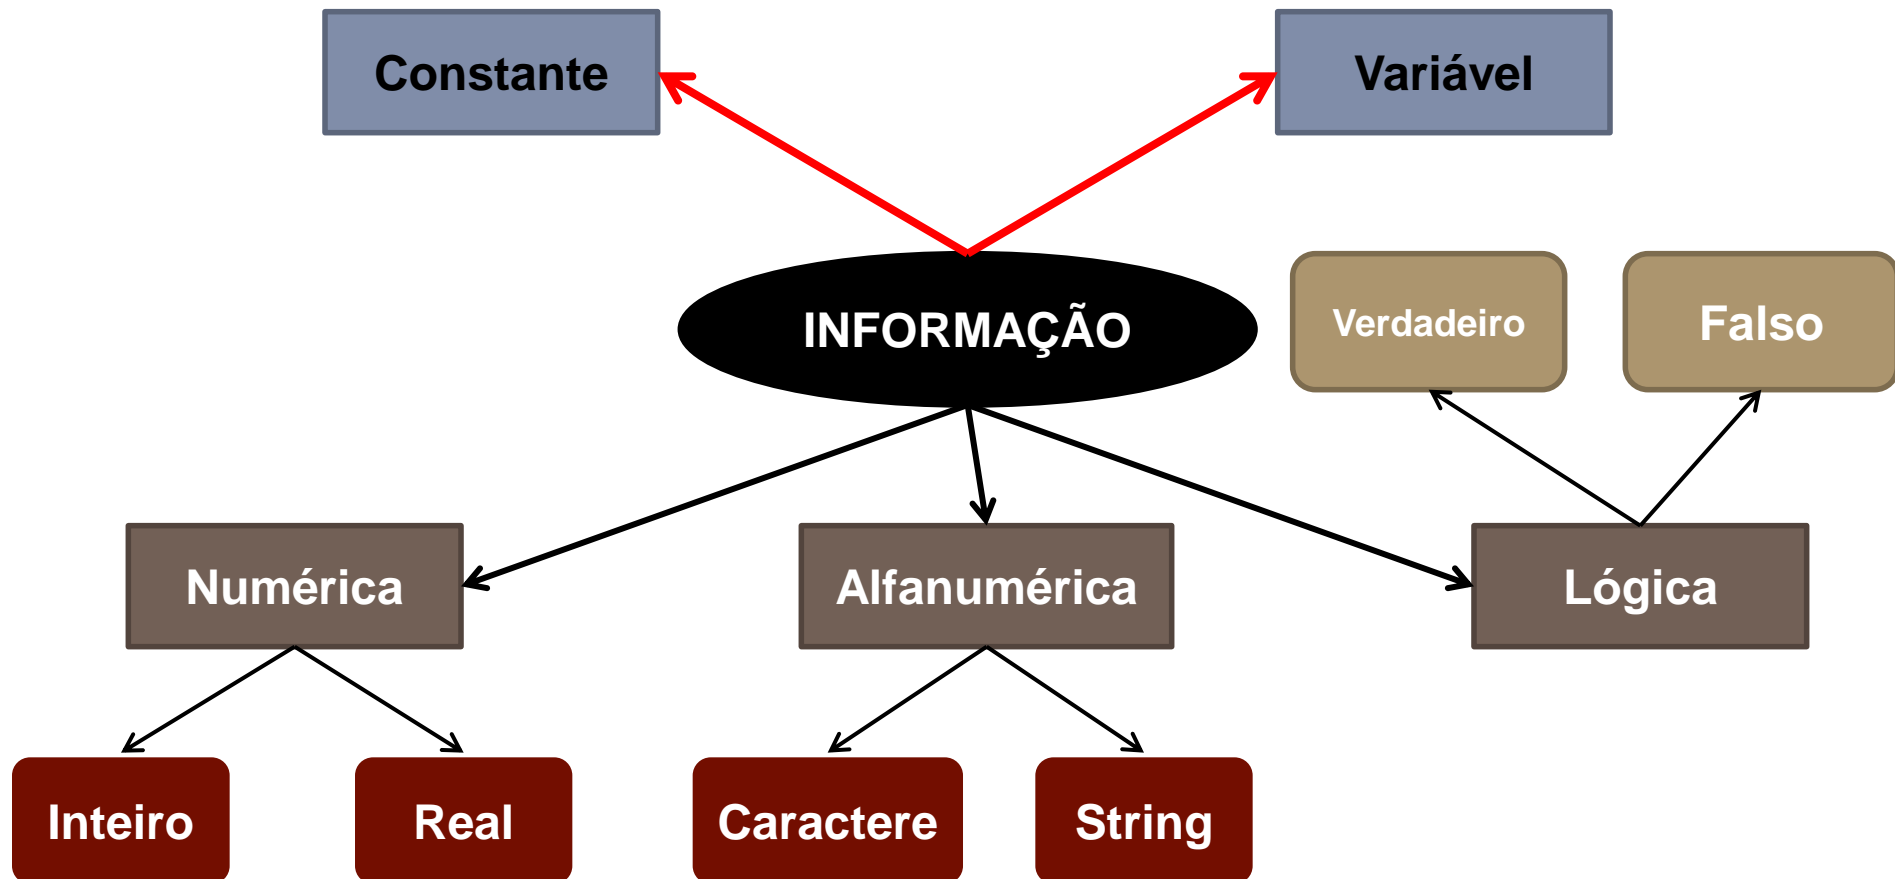 Constante
Variável
INFORMAÇÃO
Verdadeiro
Falso
Numérica
Alfanumérica
Lógica
Inteiro
Real
Caractere
String